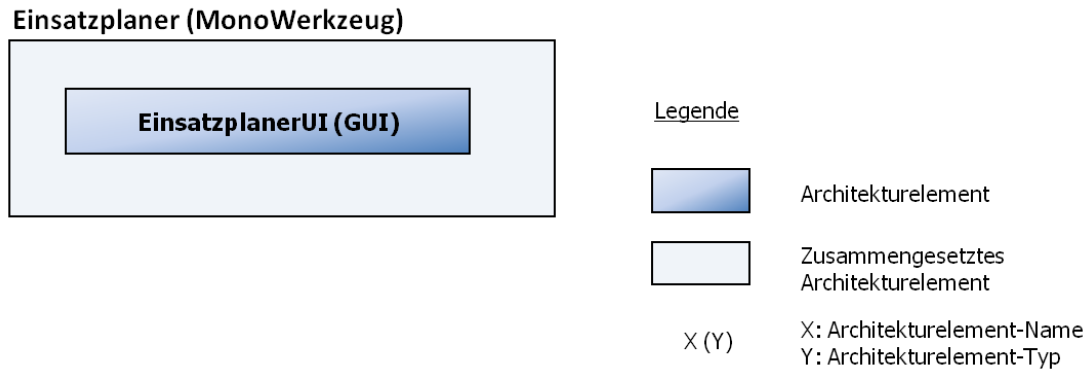 Einsatzplaner (MonoWerkzeug)
EinsatzplanerUI (GUI)
Legende
Architekturelement
Zusammengesetztes
Architekturelement
X (Y)
X: Architekturelement-Name
Y: Architekturelement-Typ